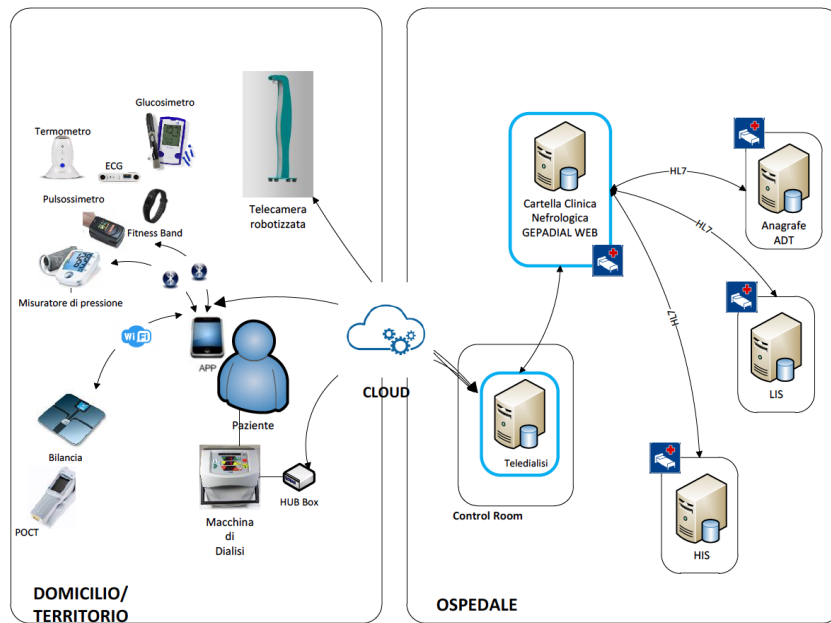 Glucosimetro
Termometro
ECG
Pulsossimetro
Fitness Band
Misuratore di pressione
Telecamera
robotizzata
WiFi
APP
Paziente
Bilancia
POCT
Macchina
di
Dialisi
HUB Box
DOMICILIO/
TERRITORIO
CLOUD
Cartella Clinica
Nefrologica
GEPADIAL WEB
HL7
HL7
HL7
Anagrafe
ADT
LIS
HIS
Teledialisi
Control Room
OSPEDALE